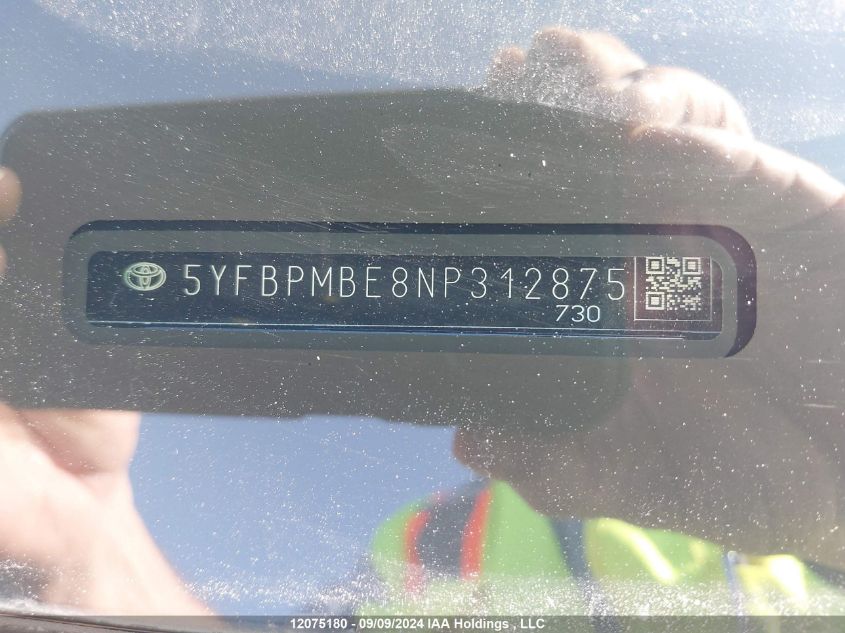 5YFBPMBE8NP312875
730
12075180 - 09/09/2024 IAA Holdings , LLC